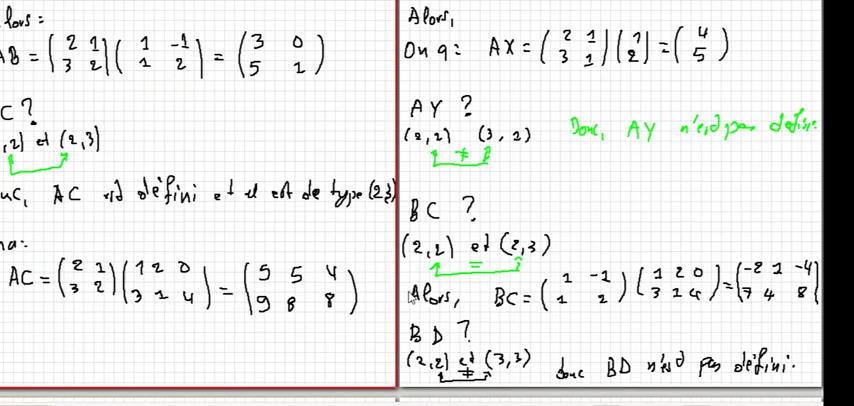 Alors:
AB = (2 1 / 3 2)(1 -1 / 1 2) = (3 0 / 5 1)
C?
,2) et (2,3)
AC est défini et il est de type (2,3)
AC = (2 1 / 3 2)(1 2 0 / 3 1 4) = (5 5 4 / 9 8 8)
Alors,
On a: AX = (2 1 / 3 1)(1 / 2) = (4 / 5)
AY ?
(2,2) (3,2)
≠
Donc, AY n'est pas défini.
BC ?
(2,2) et (2,3)
=
Alors, BC = (1 -1 / 1 2)(1 2 0 / 3 1 4) = (-2 1 -4 / 7 4 8)
BD ?
(2,2) et (3,3)
≠
donc BD n'est pas défini.